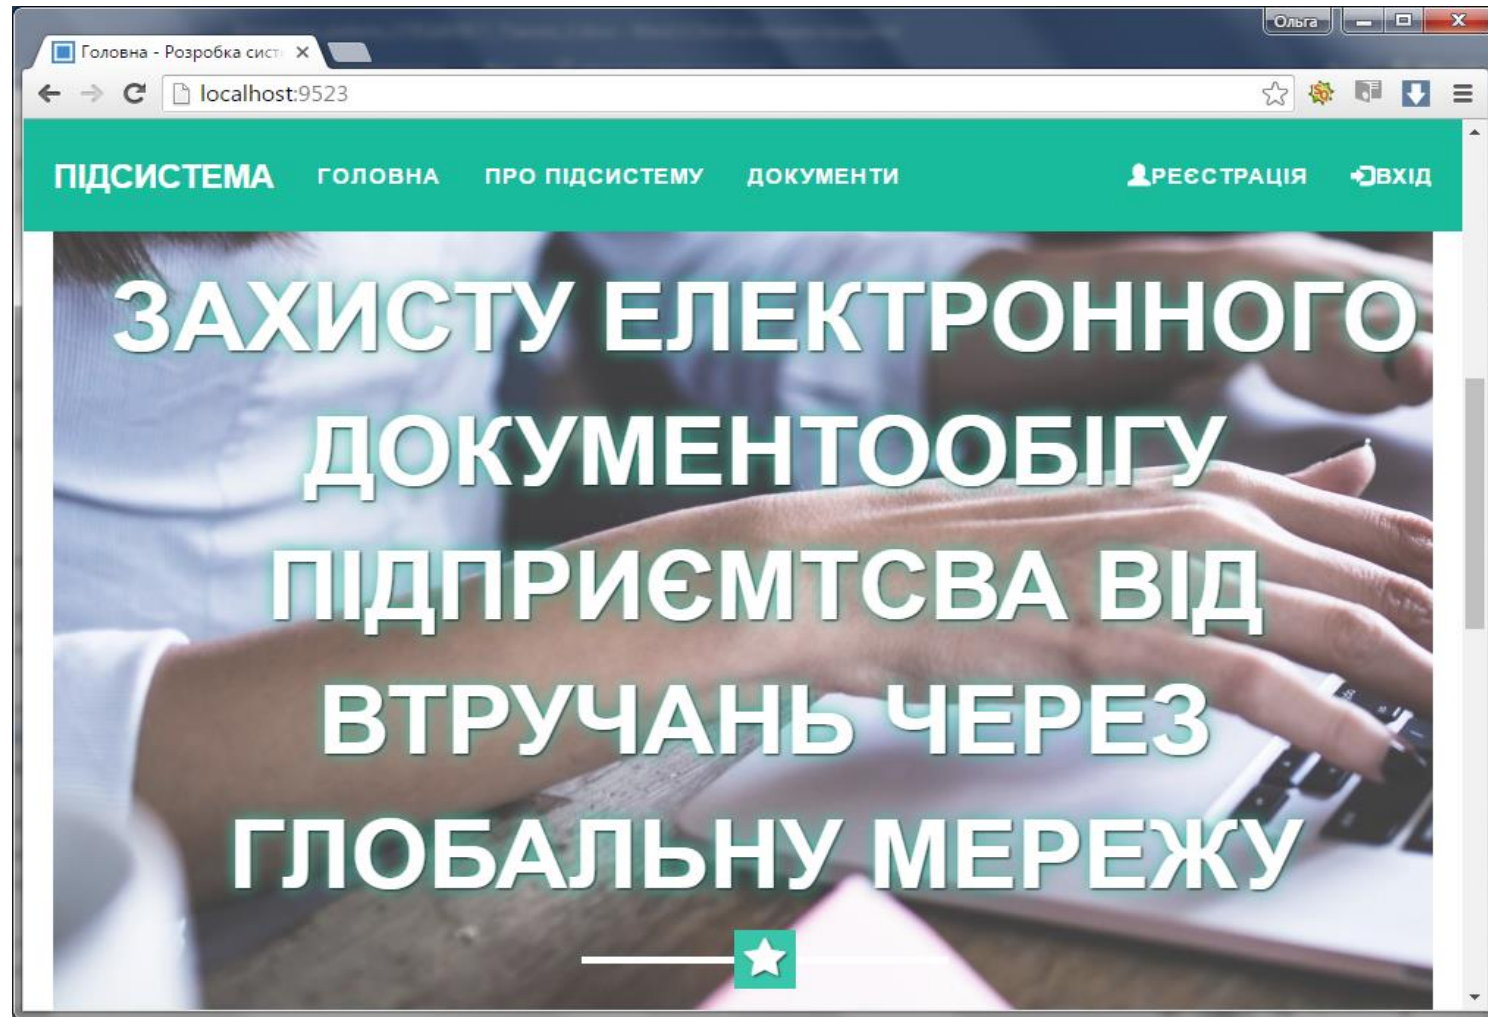 Ольга
Головна - Розробка сист
localhost:9523
ПІДСИСТЕМА ГОЛОВНА ПРО ПІДСИСТЕМУ ДОКУМЕНТИ РЕЄСТРАЦІЯ ВХІД
ЗАХИСТУ ЕЛЕКТРОННОГО
ДОКУМЕНТООБІГУ
ПІДПРИЄМТСВА ВІД
ВТРУЧАНЬ ЧЕРЕЗ
ГЛОБАЛЬНУ МЕРЕЖУ